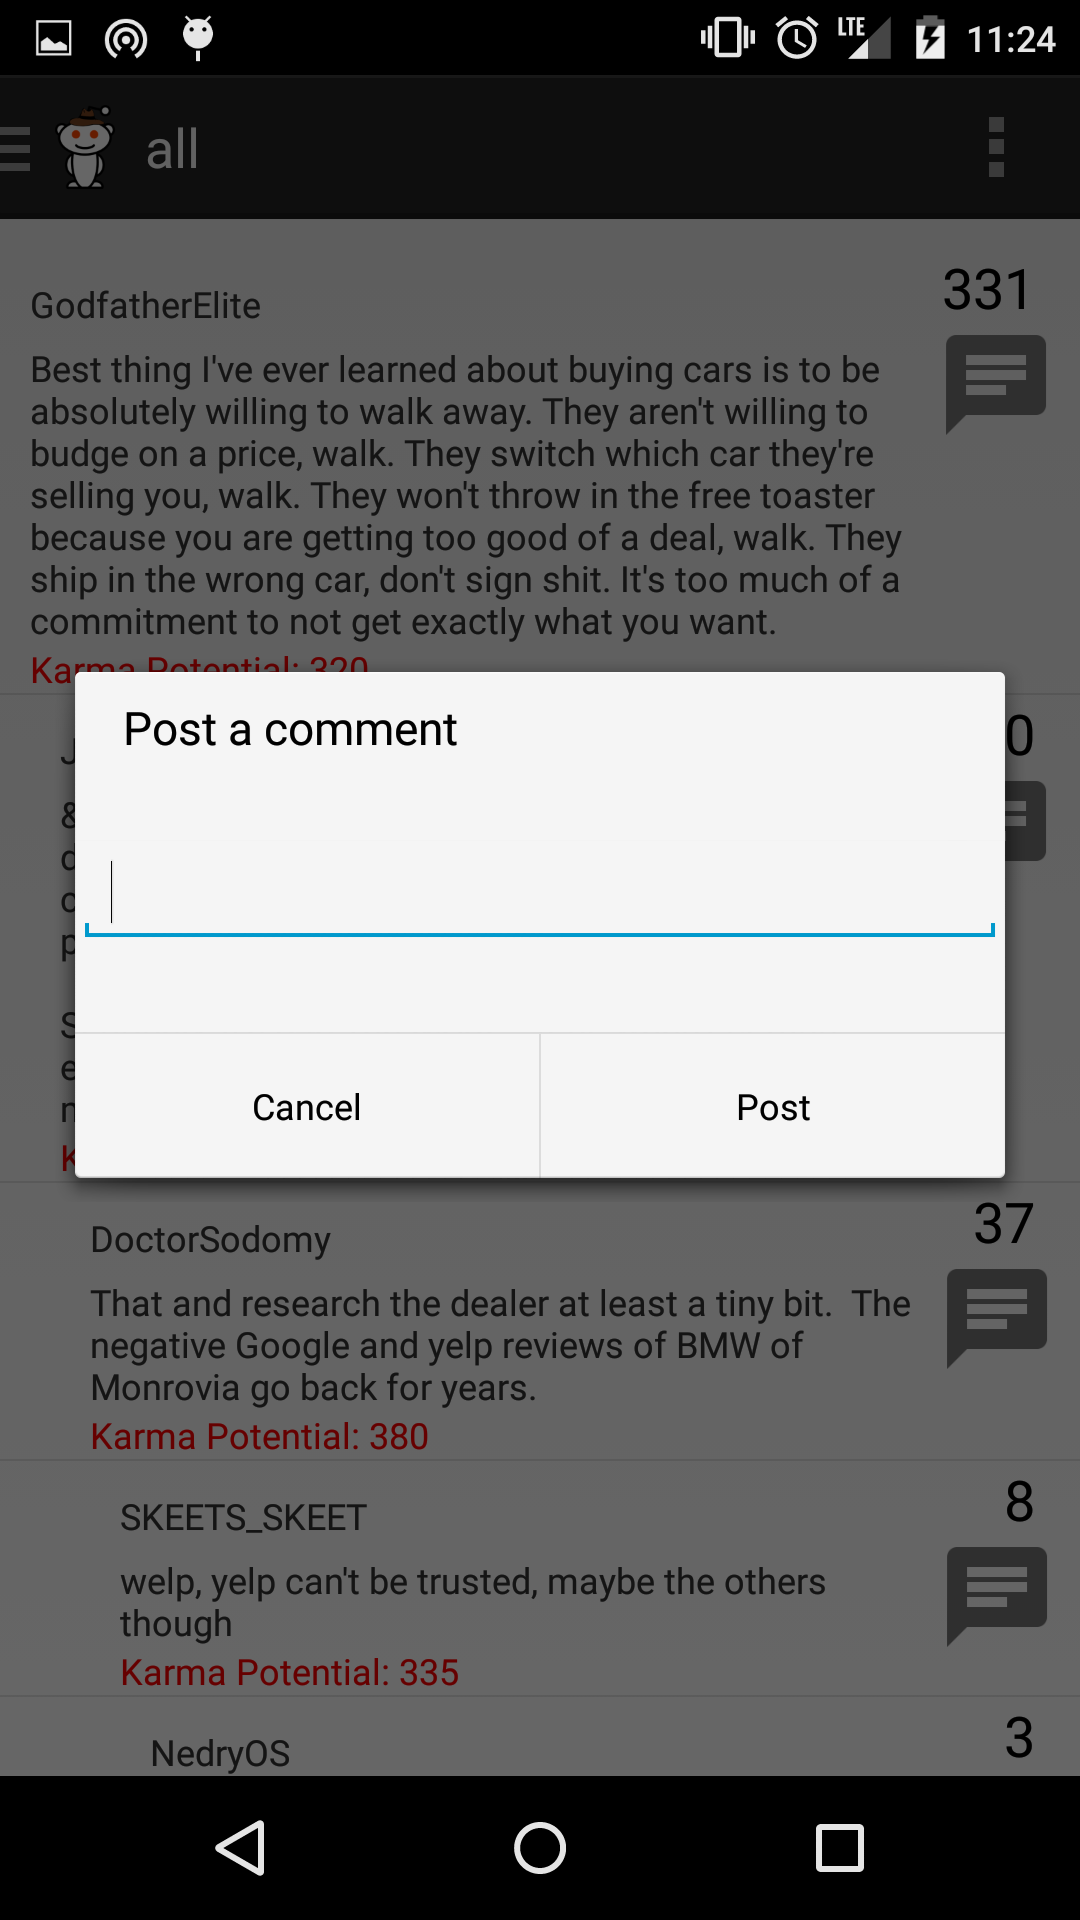 LTE 11:24
all
331
GodfatherElite
Best thing I've ever learned about buying cars is to be
absolutely willing to walk away. They aren't willing to
budge on a price, walk. They switch which car they're
selling you, walk. They won't throw in the free toaster
because you are getting too good of a deal, walk. They
ship in the wrong car, don't sign shit. It's too much of a
commitment to not get exactly what you want.
Karma Potential: 320
Post a comment
0
Cancel Post
37
DoctorSodomy
That and research the dealer at least a tiny bit.  The
negative Google and yelp reviews of BMW of
Monrovia go back for years.
Karma Potential: 380
8
SKEETS_SKEET
welp, yelp can't be trusted, maybe the others
though
Karma Potential: 335
3
NedryOS